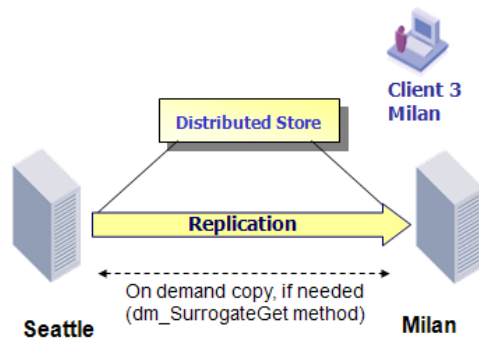 Client 3
Milan
Distributed Store
Replication
On demand copy, if needed
(dm_SurrogateGet method)
Seattle
Milan